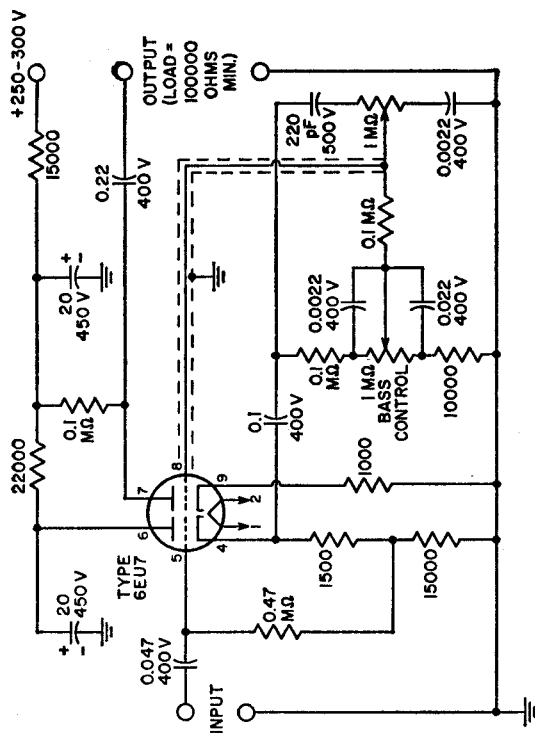 +250-300 V
15000
20
450 V
+
-
22000
0.1
MΩ
0.22
400 V
OUTPUT
(LOAD =
100000
OHMS
MIN.)
20
450 V
+
-
TYPE
6EU7
6
7
5
8
4
9
1
2
0.047
400 V
INPUT
0.47
MΩ
1500
15000
1000
0.1
400 V
0.1
MΩ
1 MΩ
BASS
CONTROL
10000
0.0022
400 V
0.022
400 V
0.1 MΩ
220
pF
500 V
1 MΩ
0.0022
400 V